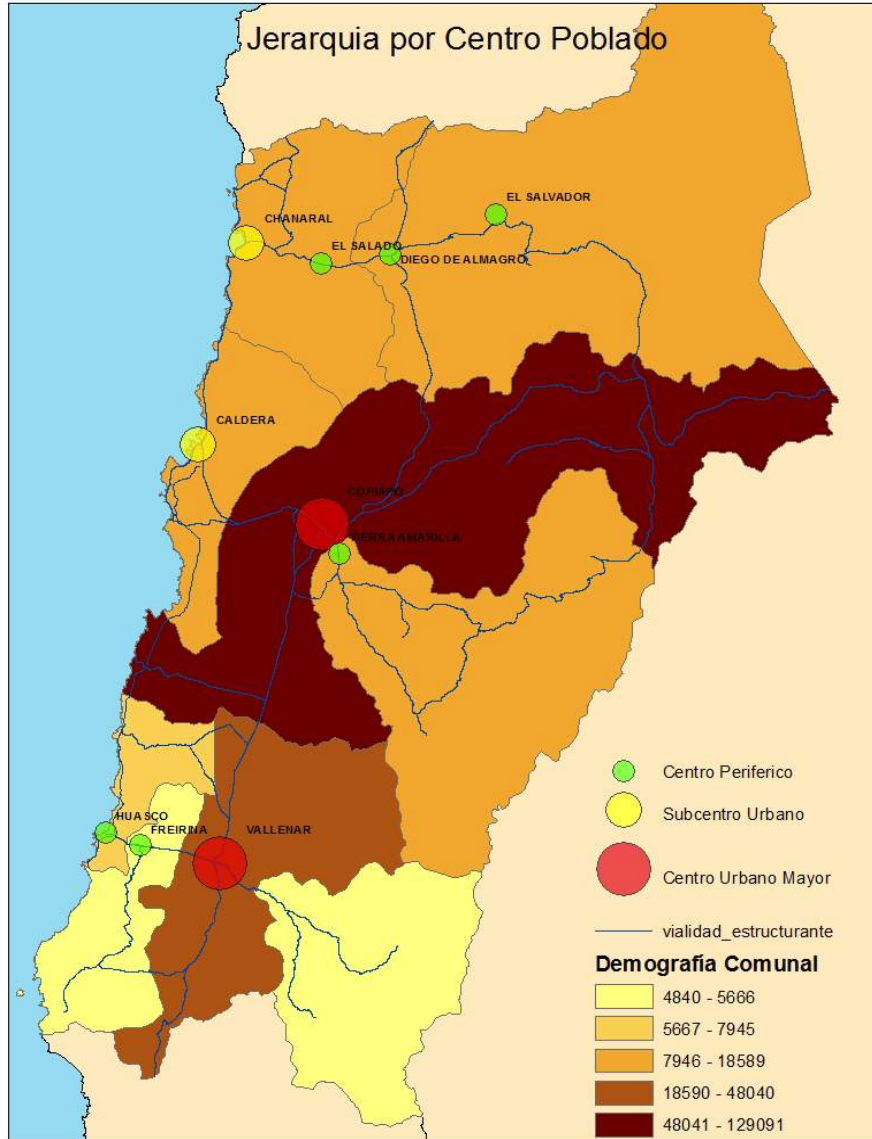 Jerarquia por Centro Poblado
EL SALVADOR
CHANARAL
EL SALADO
DIEGO DE ALMAGRO
CALDERA
COPIAPO
TIERRA AMARILLA
HUASCO
FREIRINA
VALLENAR
Centro Periferico
Subcentro Urbano
Centro Urbano Mayor
vialidad_estructurante
Demografía Comunal
4840 - 5666
5667 - 7945
7946 - 18589
18590 - 48040
48041 - 129091